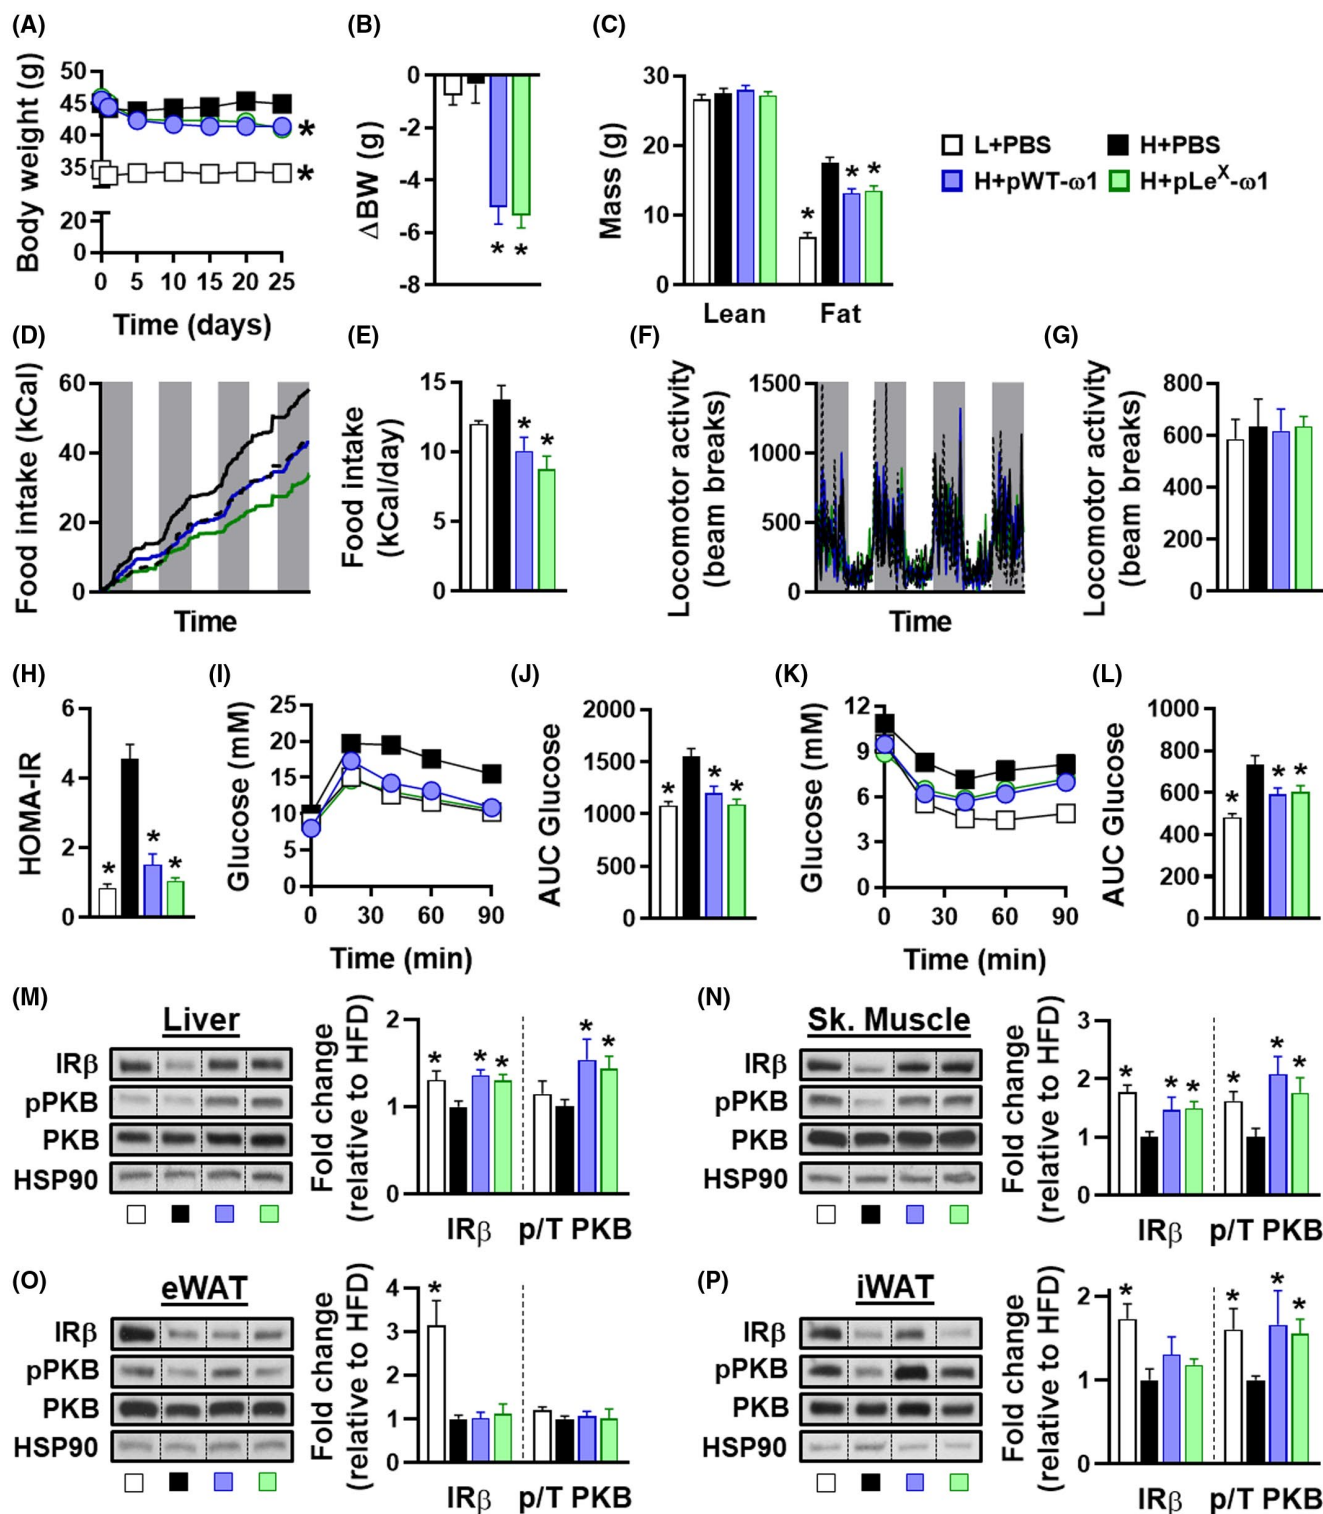 (A)
Body weight (g)
50
45
40
35
20
0
0 5 10 15 20 25
Time (days)
*
*
(B)
ΔBW (g)
0
-2
-4
-6
-8
* *
(C)
Mass (g)
30
20
10
0
* * *
Lean Fat
L+PBS H+PBS
H+pWT-ω1 H+pLeX-ω1
(D)
Food intake (kCal)
60
40
20
0
Time
(E)
Food intake
(kCal/day)
15
10
5
0
* *
(F)
Locomotor activity
(beam breaks)
1500
1000
500
0
Time
(G)
Locomotor activity
(beam breaks)
800
600
400
200
0
(H)
HOMA-IR
6
4
2
0
* * *
(I)
Glucose (mM)
25
20
15
10
5
0
0 30 60 90
Time (min)
(J)
AUC Glucose
2000
1500
1000
500
0
* * *
(K)
Glucose (mM)
12
9
6
3
0
0 30 60 90
Time (min)
(L)
AUC Glucose
1000
800
600
400
200
0
* * *
(M)
Liver
IRβ
pPKB
PKB
HSP90
Fold change
(relative to HFD)
2
1
0
* * * * *
IRβ p/T PKB
(N)
Sk. Muscle
IRβ
pPKB
PKB
HSP90
Fold change
(relative to HFD)
3
2
1
0
* * * * * *
IRβ p/T PKB
(O)
eWAT
IRβ
pPKB
PKB
HSP90
Fold change
(relative to HFD)
4
3
2
1
0
*
IRβ p/T PKB
(P)
iWAT
IRβ
pPKB
PKB
HSP90
Fold change
(relative to HFD)
2
1
0
* * * *
IRβ p/T PKB